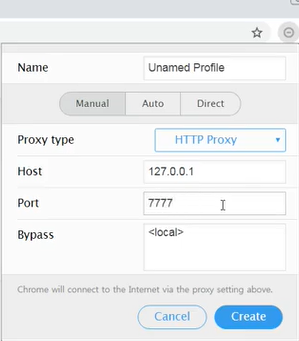 Name
Unamed Profile
Manual
Auto
Direct
Proxy type
HTTP Proxy
Host
127.0.0.1
Port
7777
Bypass
<local>
Chrome will connect to the Internet via the proxy setting above.
Cancel
Create